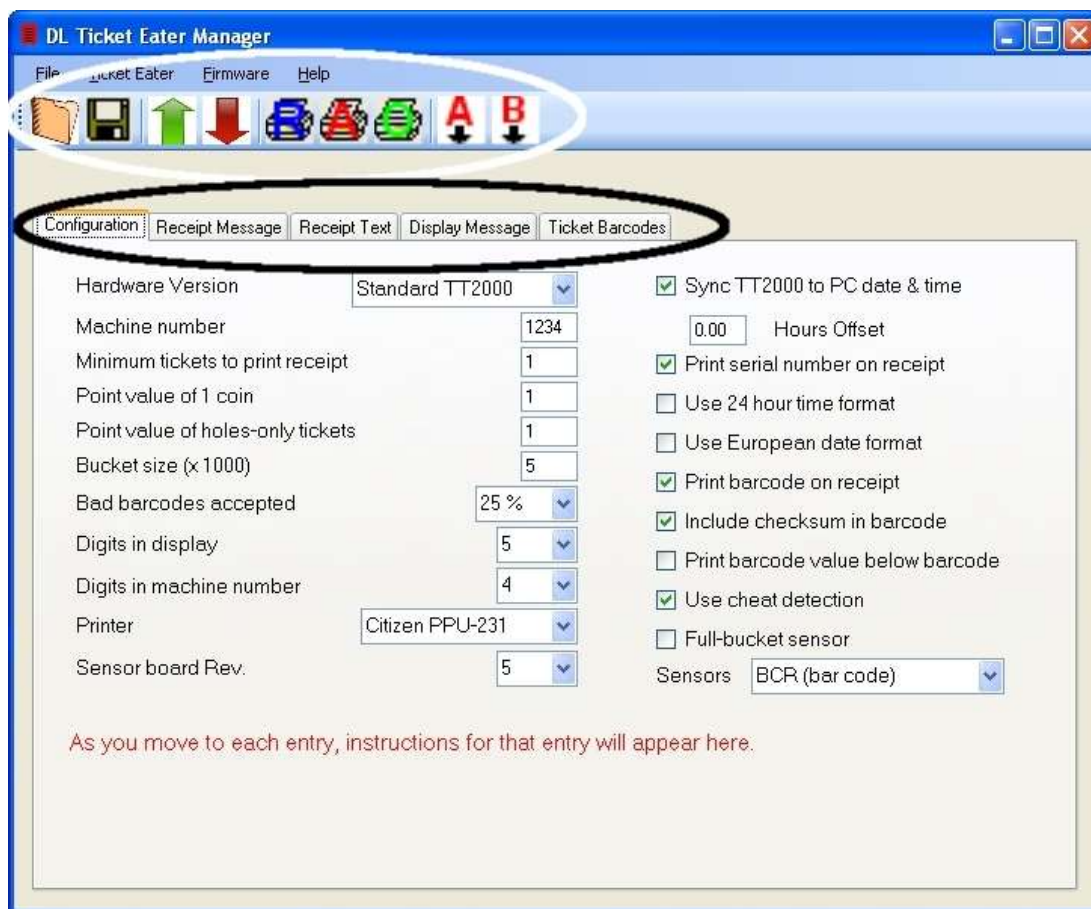 DL Ticket Eater Manager
File Ticket Eater Firmware Help
R A A B
Configuration Receipt Message Receipt Text Display Message Ticket Barcodes
Hardware Version Standard TT2000
Machine number 1234
Minimum tickets to print receipt 1
Point value of 1 coin 1
Point value of holes-only tickets 1
Bucket size (x 1000) 5
Bad barcodes accepted 25 %
Digits in display 5
Digits in machine number 4
Printer Citizen PPU-231
Sensor board Rev. 5
Sync TT2000 to PC date & time
0.00 Hours Offset
Print serial number on receipt
Use 24 hour time format
Use European date format
Print barcode on receipt
Include checksum in barcode
Print barcode value below barcode
Use cheat detection
Full-bucket sensor
Sensors BCR (bar code)
As you move to each entry, instructions for that entry will appear here.